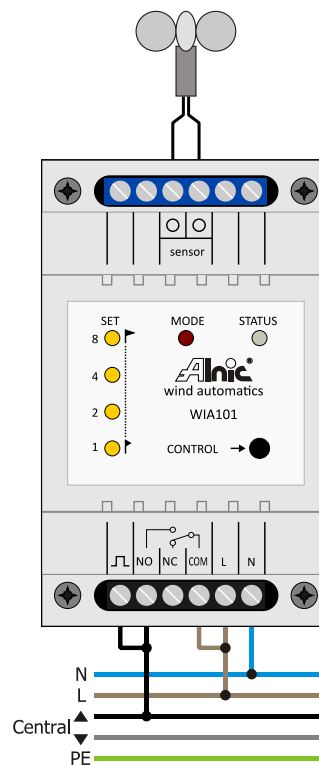 sensor
SET
MODE
STATUS
8
4
2
1
Alnic®
wind automatics
WIA101
CONTROL
NO NC COM L N
N
L
Central
PE